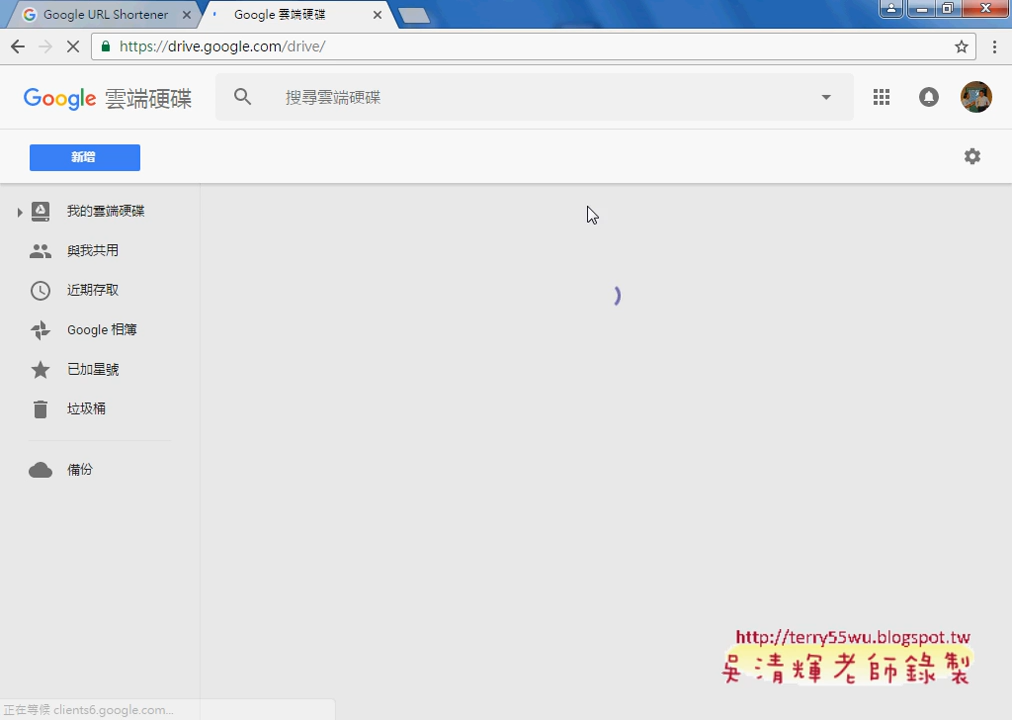 Google URL Shortener
Google 雲端硬碟
https://drive.google.com/drive/
Google 雲端硬碟
搜尋雲端硬碟
新增
我的雲端硬碟
與我共用
近期存取
Google 相簿
已加星號
垃圾桶
備份
http://terry55wu.blogspot.tw
吳清輝老師錄製
正在等候 clients6.google.com...